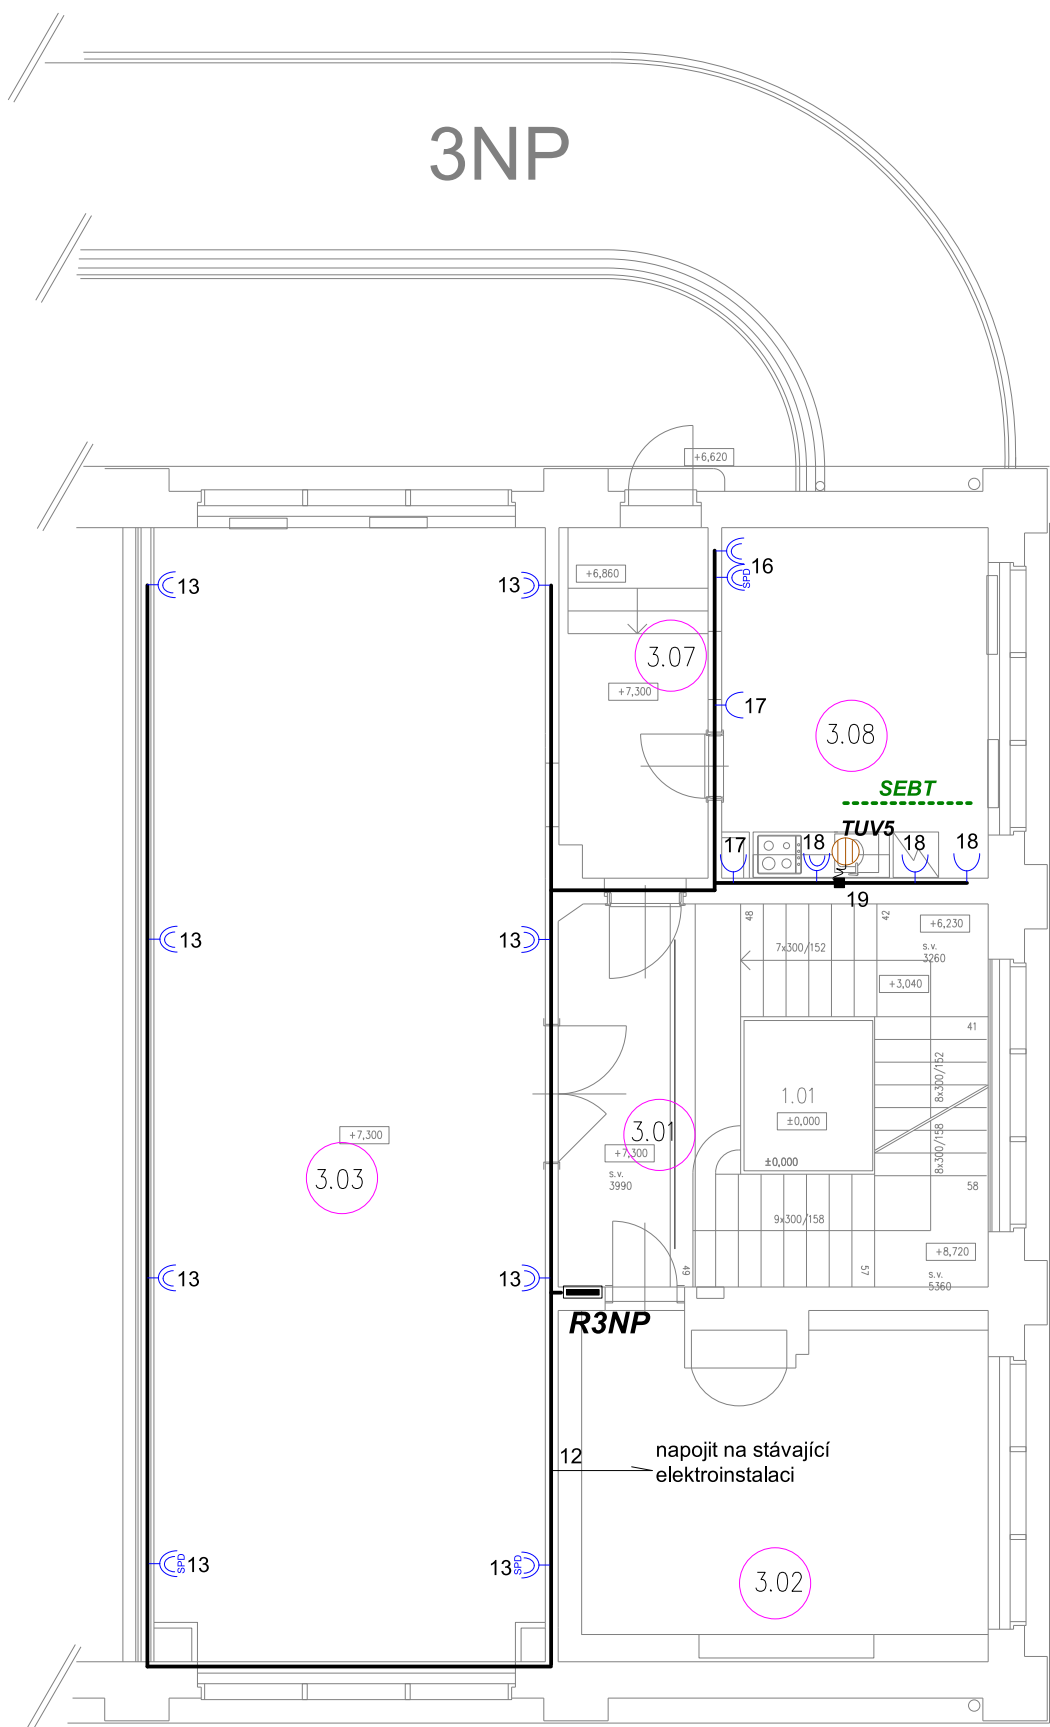 3NP
+6,620
+6,860
16
SPD
13
13
3.07
+7,300
17
3.08
SEBT
TUV5
17
18
18
18
19
13
13
48
42
+6,230
s.v.
3260
7x300/152
+3,040
41
8x300/152
1.01
±0,000
±0,000
3.01
+7,300
s.v.
3990
+7,300
3.03
8x300/158
58
9x300/158
+8,720
s.v.
5360
49
57
13
13
R3NP
12
napojit na stávající
elektroinstalaci
13
SPD
13
SPD
3.02